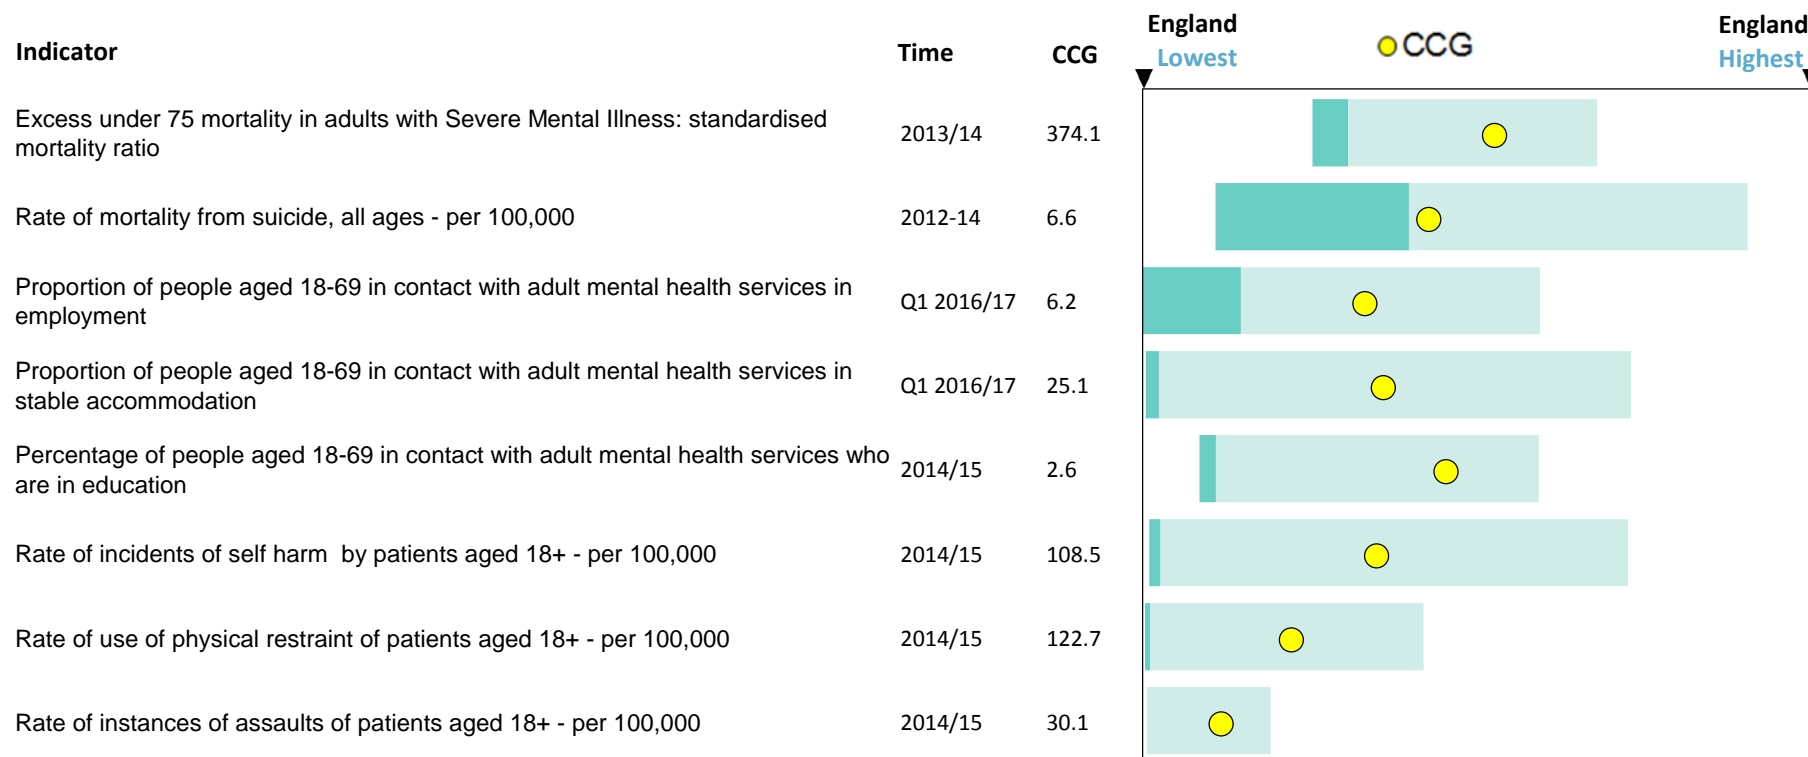 England England
Indicator Time CCG Lowest CCG Highest
Excess under 75 mortality in adults with Severe Mental Illness: standardised
mortality ratio
2013/14 374.1
Rate of mortality from suicide, all ages - per 100,000 2012-14 6.6
Proportion of people aged 18-69 in contact with adult mental health services in
employment
Q1 2016/17 6.2
Proportion of people aged 18-69 in contact with adult mental health services in
stable accommodation
Q1 2016/17 25.1
Percentage of people aged 18-69 in contact with adult mental health services who
are in education
2014/15 2.6
Rate of incidents of self harm  by patients aged 18+ - per 100,000 2014/15 108.5
Rate of use of physical restraint of patients aged 18+ - per 100,000 2014/15 122.7
Rate of instances of assaults of patients aged 18+ - per 100,000 2014/15 30.1